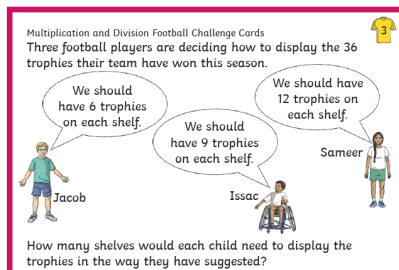 Multiplication and Division Football Challenge Cards
3
Three football players are deciding how to display the 36
trophies their team have won this season.
We should
have 6 trophies
on each shelf.
We should
have 9 trophies
on each shelf.
We should have
12 trophies on
each shelf.
Jacob
Issac
Sameer
How many shelves would each child need to display the
trophies in the way they have suggested?